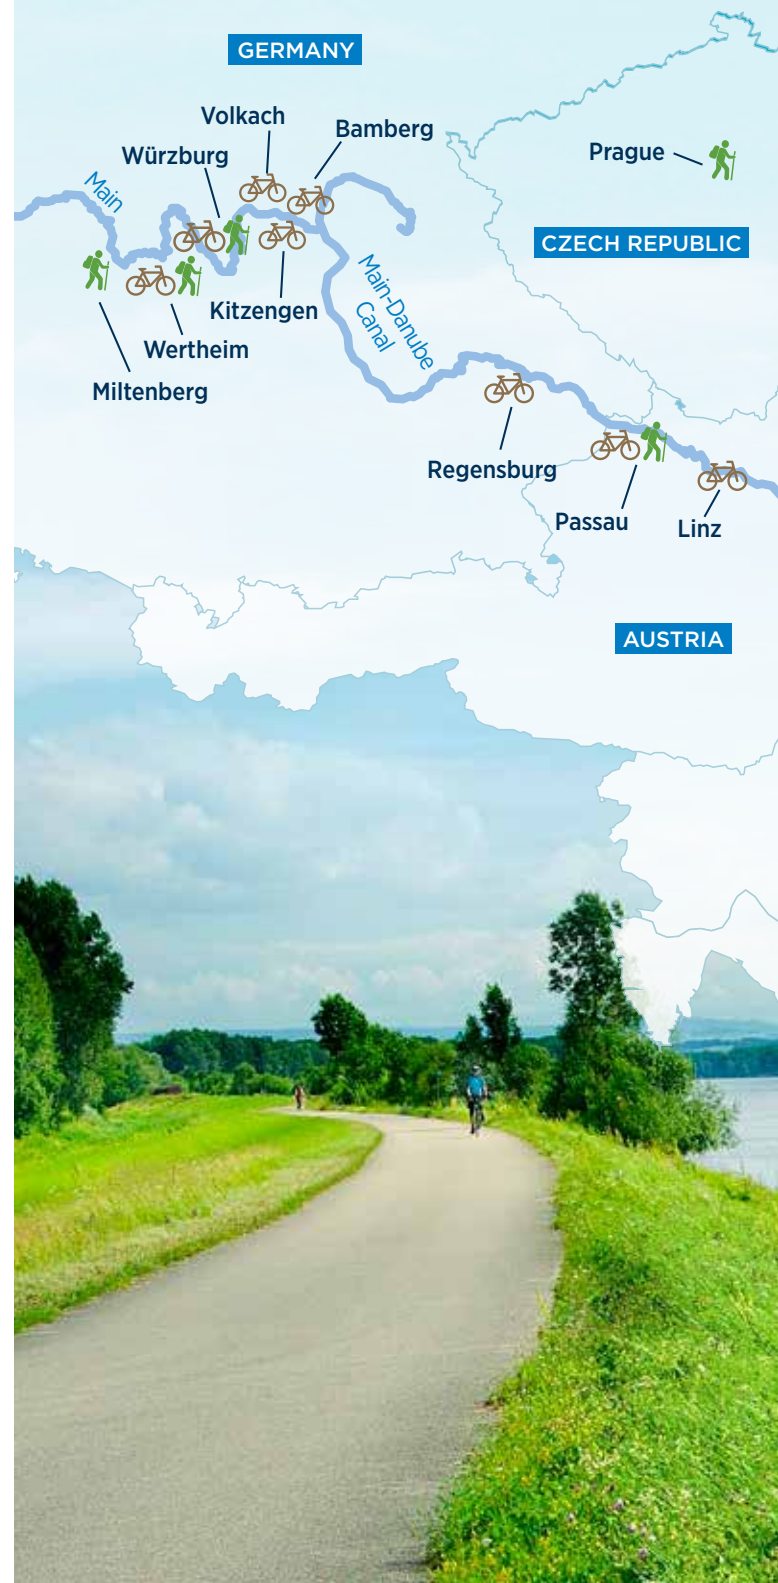 GERMANY
Volkach
Bamberg
Würzburg
Prague
Main
CZECH REPUBLIC
Main-Danube
Canal
Kitzengen
Wertheim
Miltenberg
Regensburg
Passau
Linz
AUSTRIA